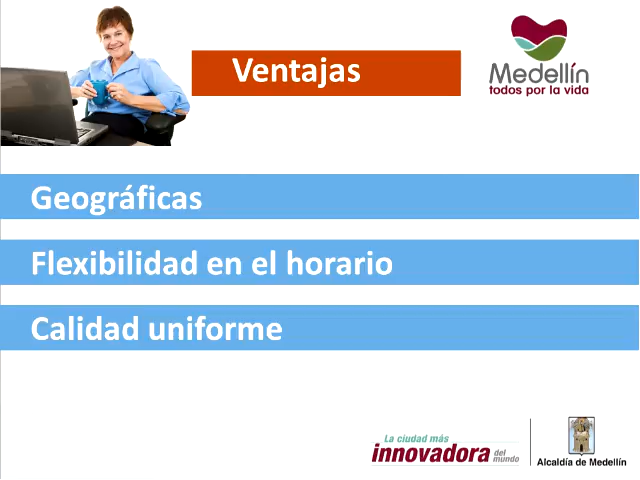 Ventajas
Medellín
todos por la vida
Geográficas
Flexibilidad en el horario
Calidad uniforme
La ciudad más
innovadora del mundo
Alcaldía de Medellín